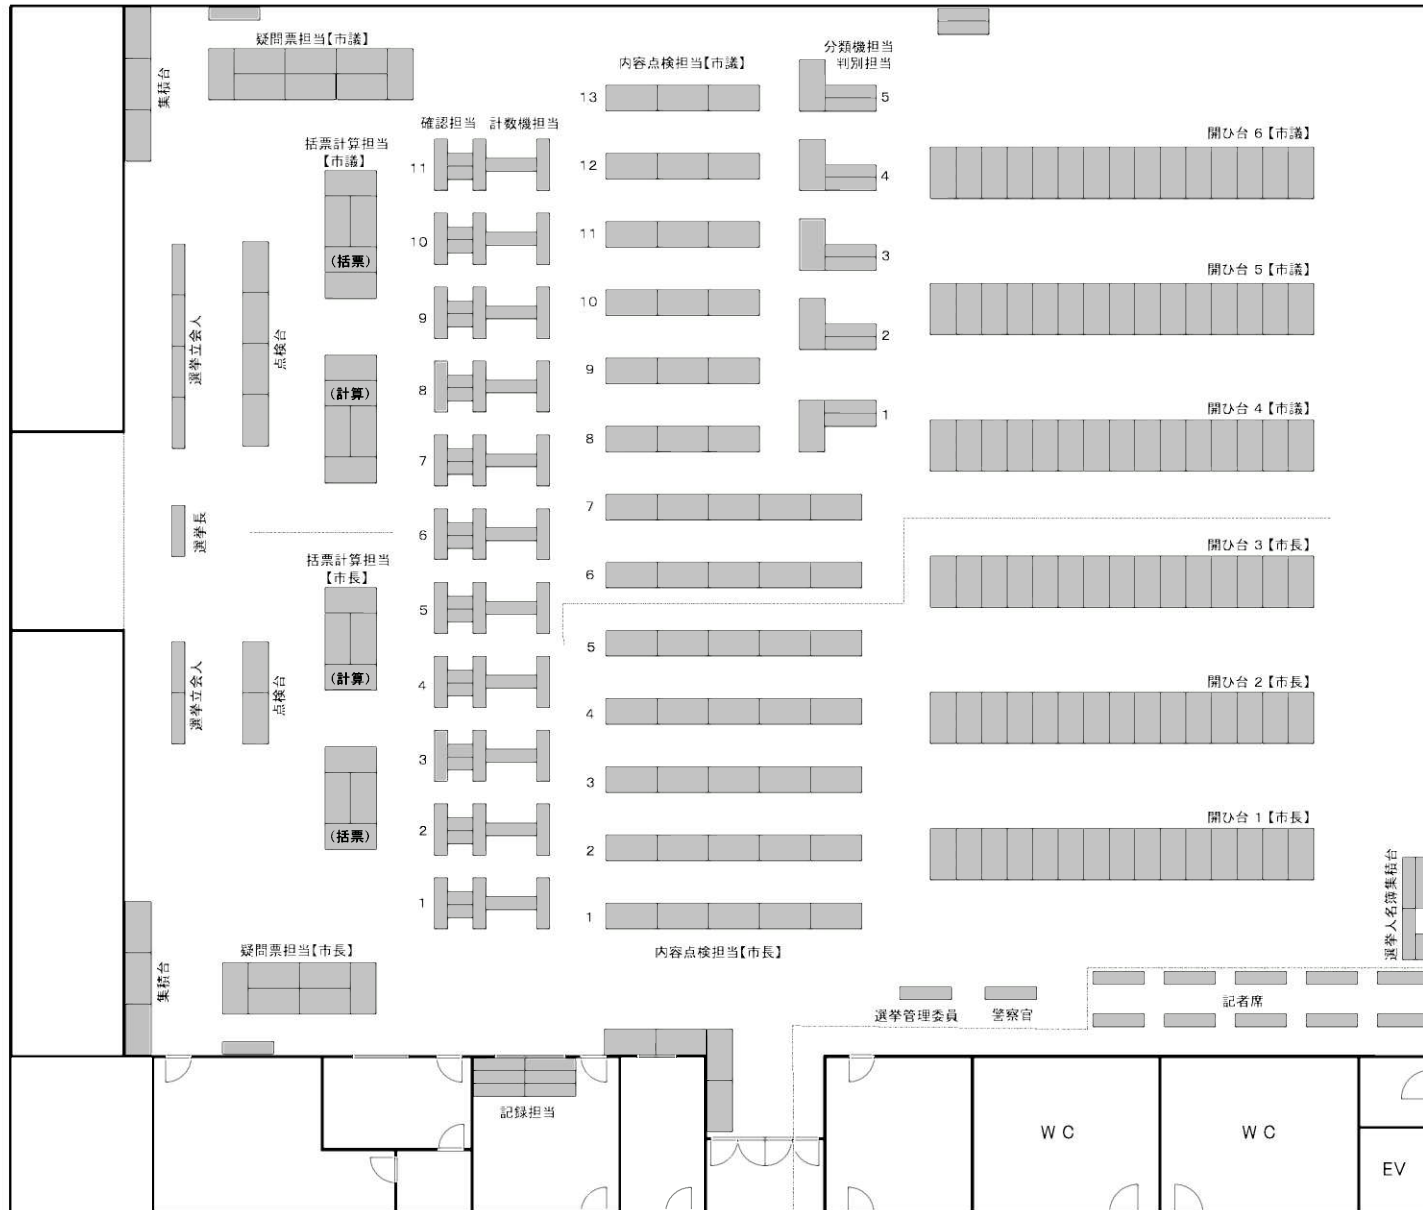 疑問票担当【市議】
集積台
括票計算担当
【市議】
(括票)
(計算)
確認担当
計数機担当
11
10
9
8
7
6
5
4
3
2
1
内容点検担当【市議】
13
12
11
10
9
8
7
6
5
4
3
2
1
内容点検担当【市長】
分類機担当
判別担当
5
4
3
2
1
開ひ台 6【市議】
開ひ台 5【市議】
開ひ台 4【市議】
開ひ台 3【市長】
開ひ台 2【市長】
開ひ台 1【市長】
選挙立会人
点検台
選挙長
括票計算担当
【市長】
(計算)
(括票)
選挙立会人
点検台
集積台
疑問票担当【市長】
選挙人名簿集積台
選挙管理委員
警察官
記者席
記録担当
WC
WC
EV